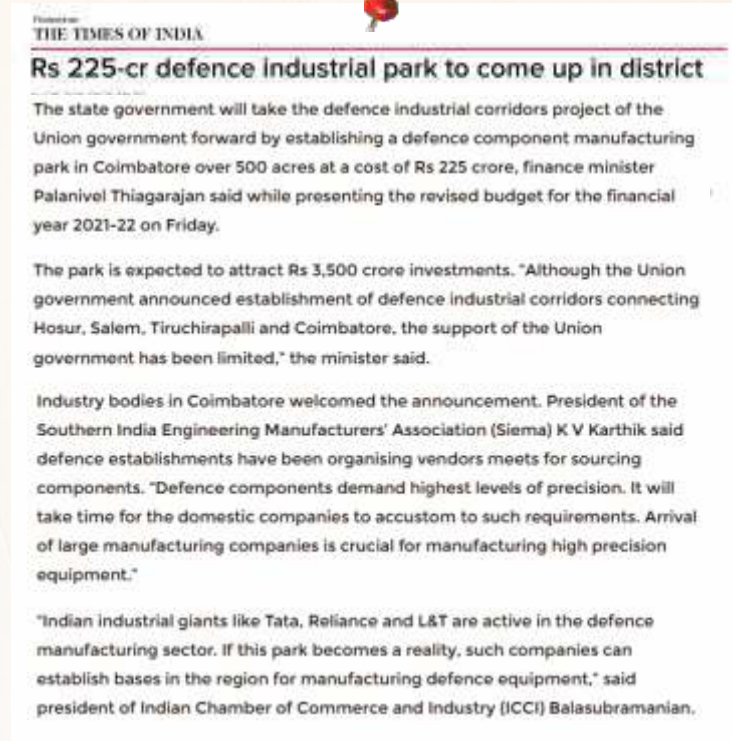 THE TIMES OF INDIA
Rs 225-cr defence industrial park to come up in district
The state government will take the defence industrial corridors project of the
Union government forward by establishing a defence component manufacturing
park in Coimbatore over 500 acres at a cost of Rs 225 crore, finance minister
Palanivel Thiagarajan said while presenting the revised budget for the financial
year 2021-22 on Friday.
The park is expected to attract Rs 3,500 crore investments. "Although the Union
government announced establishment of defence industrial corridors connecting
Hosur, Salem, Tiruchirapalli and Coimbatore, the support of the Union
government has been limited," the minister said.
Industry bodies in Coimbatore welcomed the announcement. President of the
Southern India Engineering Manufacturers' Association (Siema) K V Karthik said
defence establishments have been organising vendors meets for sourcing
components. "Defence components demand highest levels of precision. It will
take time for the domestic companies to accustom to such requirements. Arrival
of large manufacturing companies is crucial for manufacturing high precision
equipment."
"Indian industrial giants like Tata, Reliance and L&T are active in the defence
manufacturing sector. If this park becomes a reality, such companies can
establish bases in the region for manufacturing defence equipment," said
president of Indian Chamber of Commerce and Industry (ICCI) Balasubramanian.